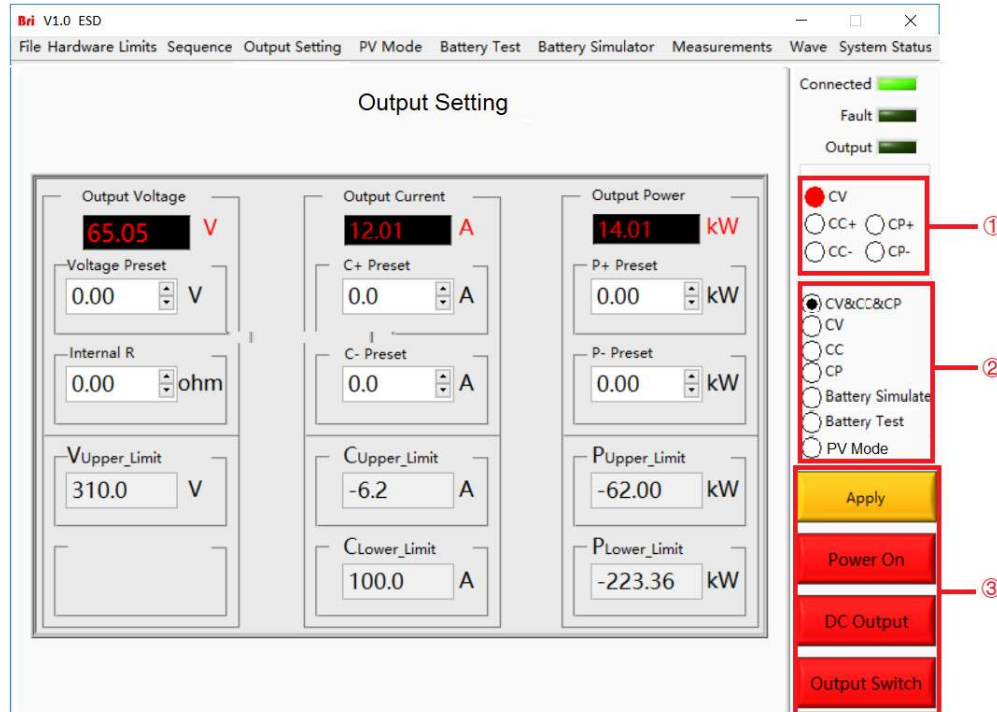 Bri V1.0 ESD
File Hardware Limits Sequence Output Setting PV Mode Battery Test Battery Simulator Measurements Wave System Status
Output Setting
Connected
Fault
Output
Output Voltage
65.05 V
Voltage Preset
0.00 V
Internal R
0.00 ohm
VUpper_Limit
310.0 V
Output Current
12.01 A
C+ Preset
0.0 A
C- Preset
0.0 A
CUpper_Limit
-6.2 A
CLower_Limit
100.0 A
Output Power
14.01 kW
P+ Preset
0.00 kW
P- Preset
0.00 kW
PUpper_Limit
-62.00 kW
PLower_Limit
-223.36 kW
CV
CC+ CP+
CC- CP-
①
CV&CC&CP
CV
CC
CP
Battery Simulate
Battery Test
PV Mode
②
Apply
Power On
DC Output
Output Switch
③